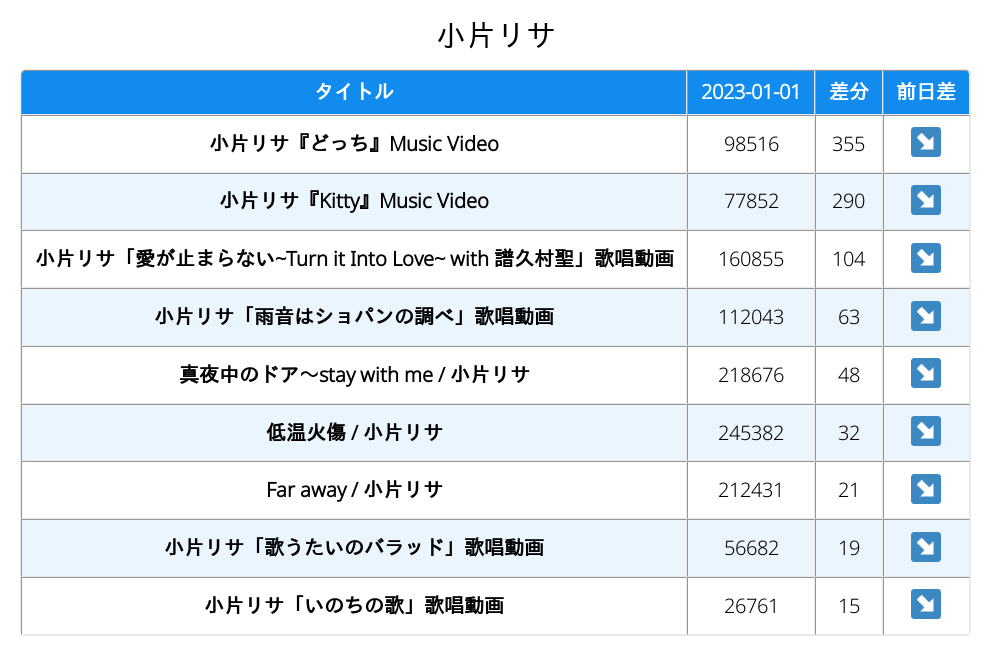 小片リサ
タイトル 2023-01-01 差分 前日差
小片リサ『どっち』Music Video 98516 355 ↘
小片リサ『Kitty』Music Video 77852 290 ↘
小片リサ「愛が止まらない~Turn it Into Love~ with 譜久村聖」歌唱動画 160855 104 ↘
小片リサ「雨音はショパンの調べ」歌唱動画 112043 63 ↘
真夜中のドア〜stay with me / 小片リサ 218676 48 ↘
低温火傷 / 小片リサ 245382 32 ↘
Far away / 小片リサ 212431 21 ↘
小片リサ「歌うたいのバラッド」歌唱動画 56682 19 ↘
小片リサ「いのちの歌」歌唱動画 26761 15 ↘